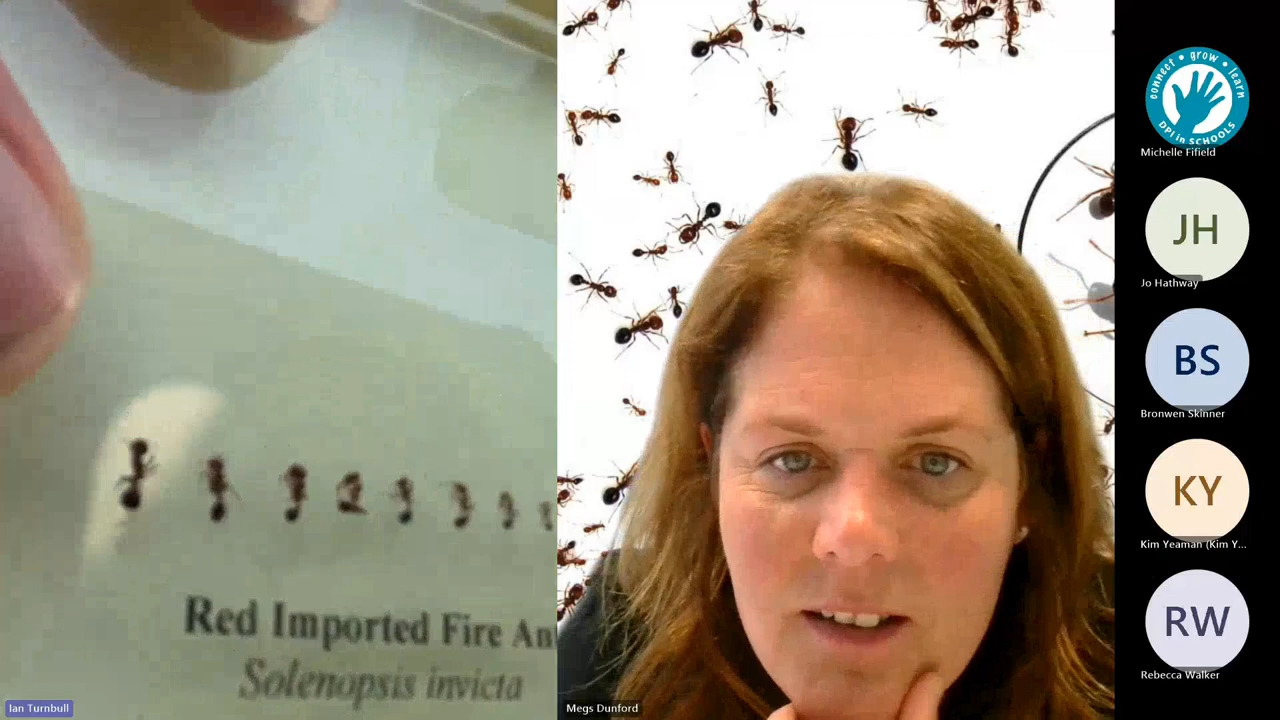 Red Imported Fire An
Solenopsis invicta
Ian Turnbull
Megs Dunford
connect • grow • learn
DPI in SCHOOLS
Michelle Fifield
JH
Jo Hathway
BS
Bronwen Skinner
KY
Kim Yeaman (Kim Y...
RW
Rebecca Walker